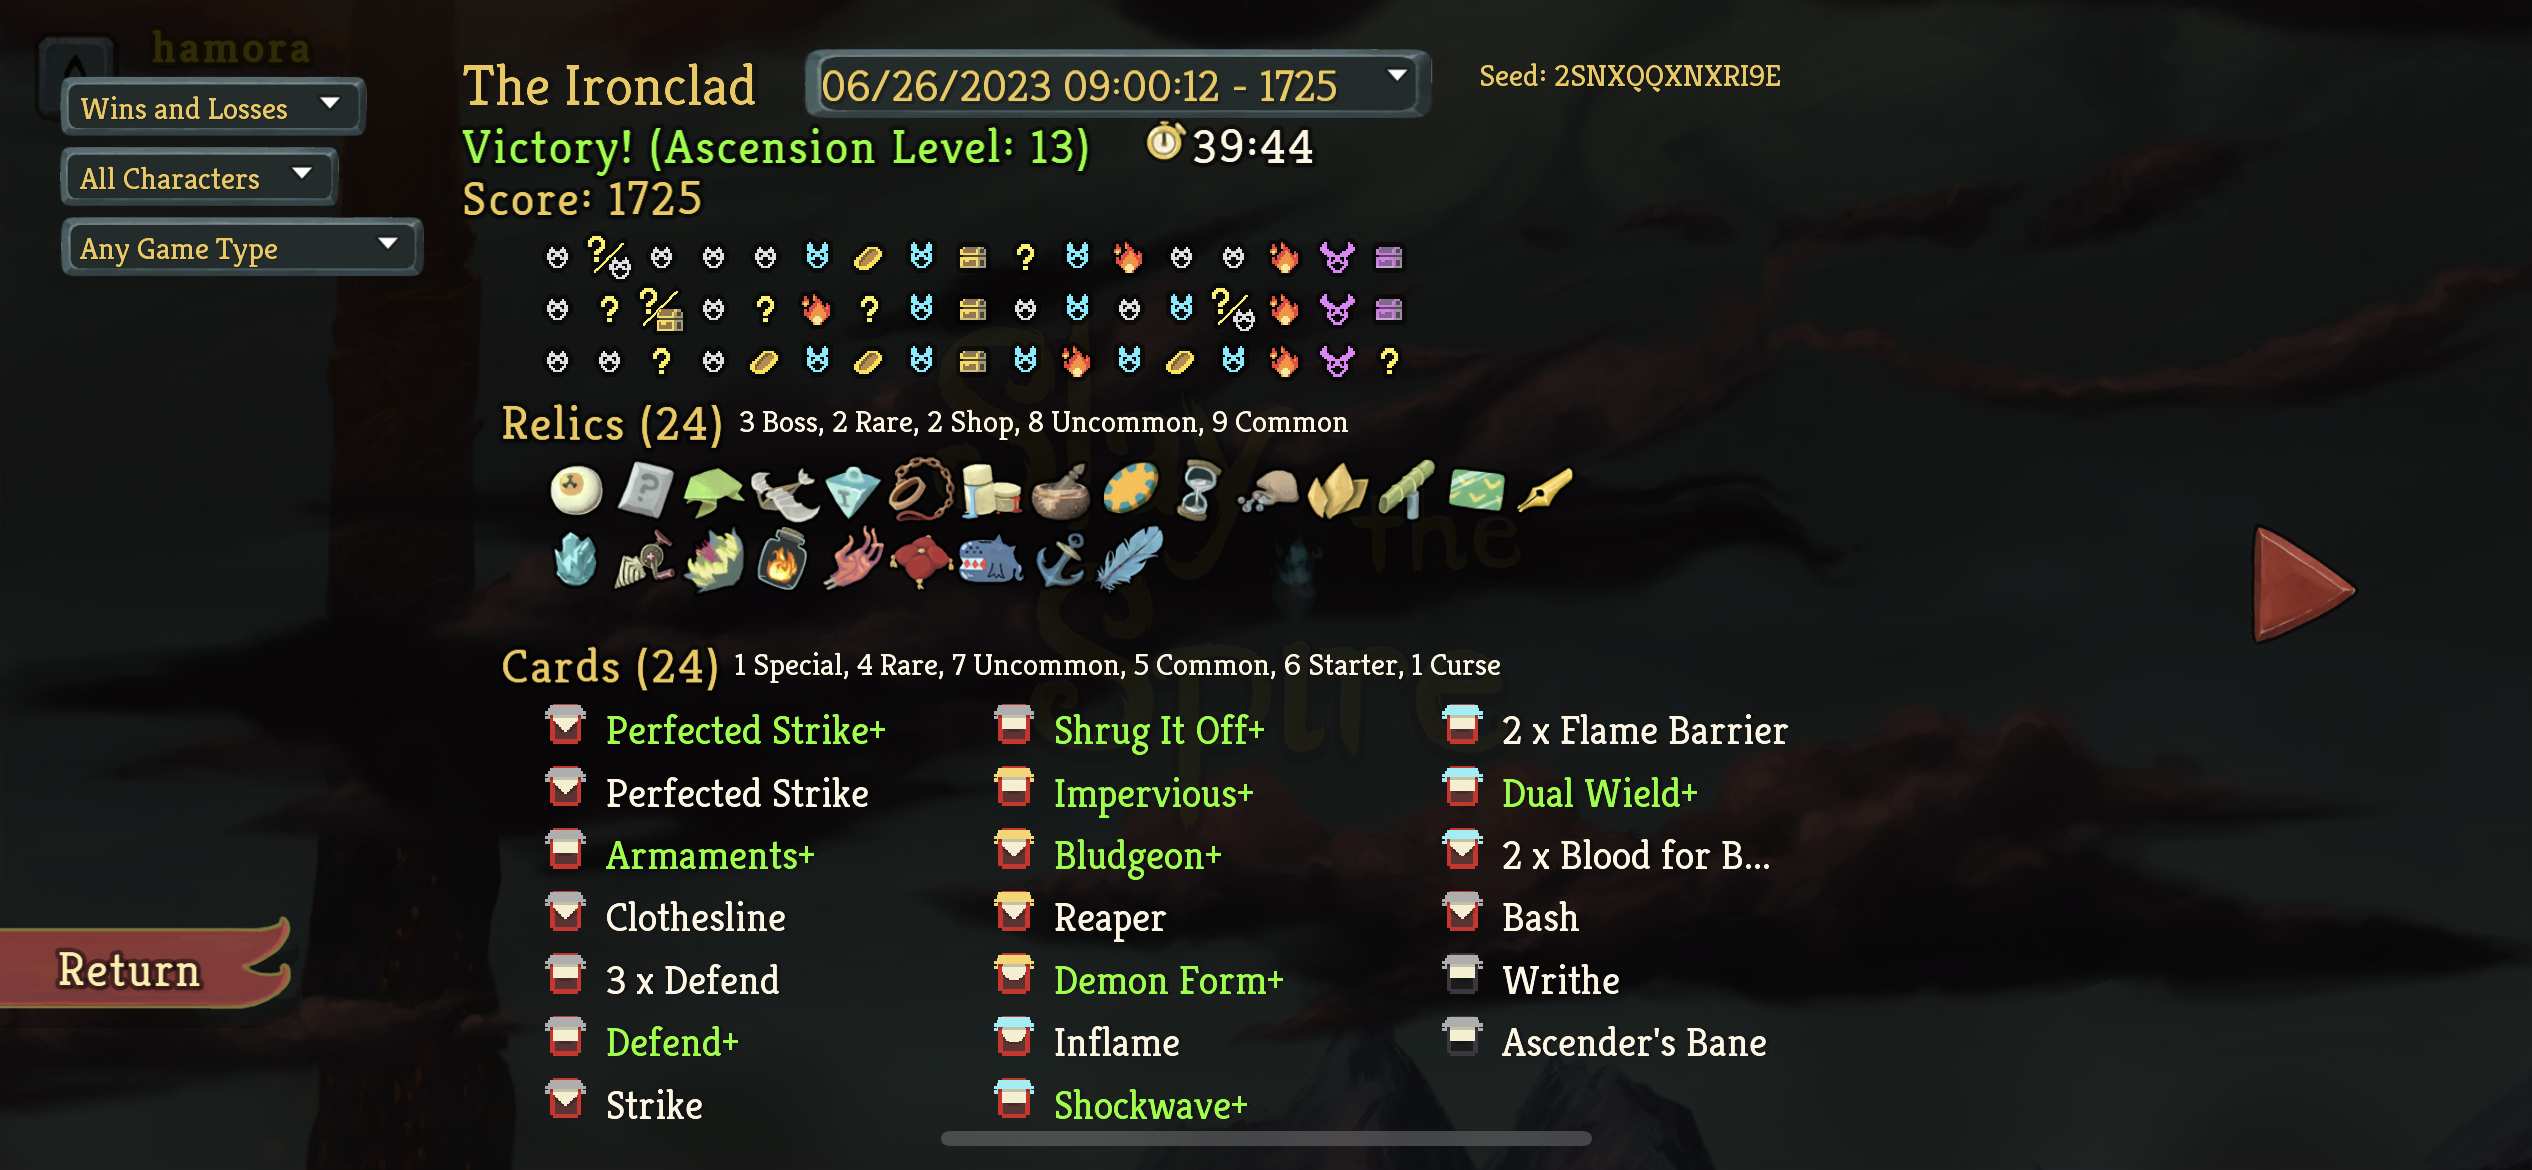 hamora
Wins and Losses
All Characters
Any Game Type
The Ironclad
06/26/2023 09:00:12 - 1725
Seed: 2SNXQQXNXRI9E
Victory! (Ascension Level: 13) 39:44
Score: 1725
Relics (24) 3 Boss, 2 Rare, 2 Shop, 8 Uncommon, 9 Common
Slay
the
Spire
Cards (24) 1 Special, 4 Rare, 7 Uncommon, 5 Common, 6 Starter, 1 Curse
Perfected Strike+
Perfected Strike
Armaments+
Clothesline
3 x Defend
Defend+
Strike
Shrug It Off+
Impervious+
Bludgeon+
Reaper
Demon Form+
Inflame
Shockwave+
2 x Flame Barrier
Dual Wield+
2 x Blood for B...
Bash
Writhe
Ascender's Bane
Return